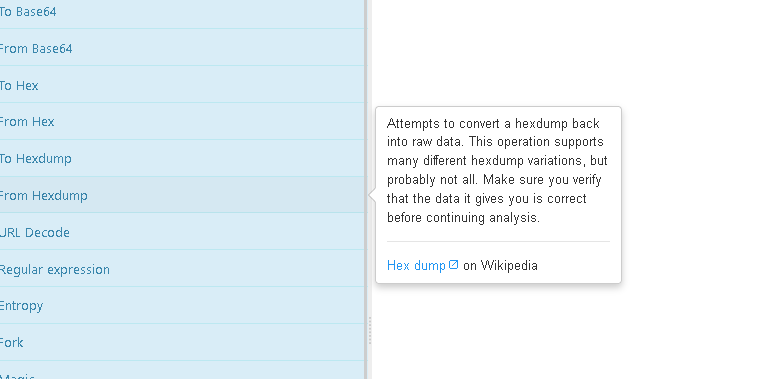 To Base64
From Base64
To Hex
From Hex
To Hexdump
From Hexdump
URL Decode
Regular expression
Entropy
Fork
Magic
Attempts to convert a hexdump back
into raw data. This operation supports
many different hexdump variations, but
probably not all. Make sure you verify
that the data it gives you is correct
before continuing analysis.
Hex dump on Wikipedia